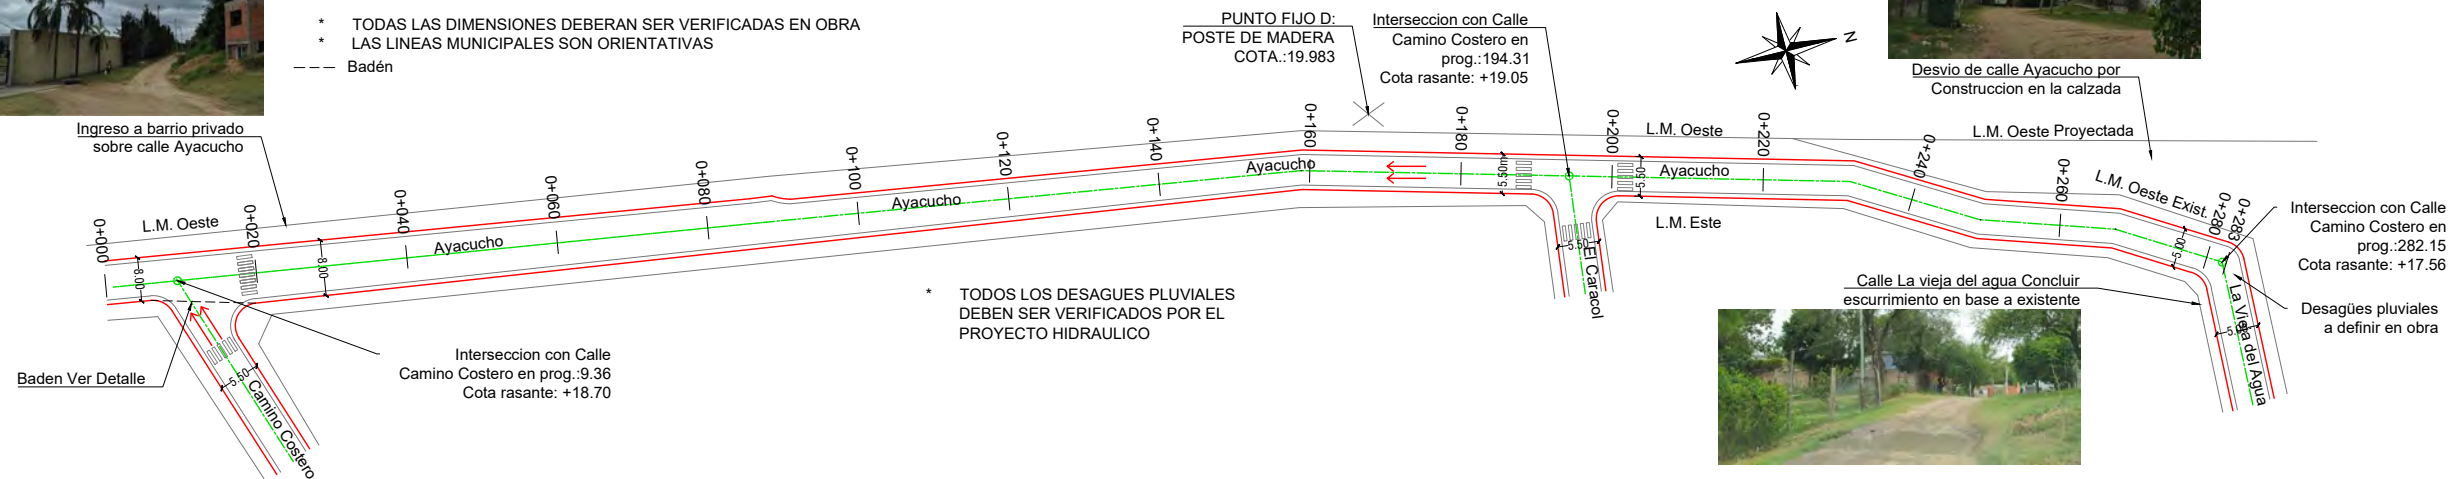 * TODAS LAS DIMENSIONES DEBERAN SER VERIFICADAS EN OBRA
* LAS LINEAS MUNICIPALES SON ORIENTATIVAS
Badén
PUNTO FIJO D:
POSTE DE MADERA
COTA.:19.983
Interseccion con Calle
Camino Costero en
prog.:194.31
Cota rasante: +19.05
N
Desvio de calle Ayacucho por
Construccion en la calzada
Ingreso a barrio privado
sobre calle Ayacucho
L.M. Oeste
L.M. Oeste
L.M. Oeste Proyectada
L.M. Oeste Exist.
0+000
0+020
0+040
0+060
0+080
0+100
0+120
0+140
0+160
0+180
0+200
0+220
0+240
0+260
0+280
0+283
Ayacucho
Ayacucho
Ayacucho
Ayacucho
8.00
8.00
5.50m
5.50
5.50
5.00
5.50
L.M. Este
El Caracol
Camino Costero
La Vieja del Agua
Interseccion con Calle
Camino Costero en
prog.:282.15
Cota rasante: +17.56
Desagües pluviales
a definir en obra
Calle La vieja del agua Concluir
escurrimiento en base a existente
* TODOS LOS DESAGUES PLUVIALES
DEBEN SER VERIFICADOS POR EL
PROYECTO HIDRAULICO
Interseccion con Calle
Camino Costero en prog.:9.36
Cota rasante: +18.70
Baden Ver Detalle